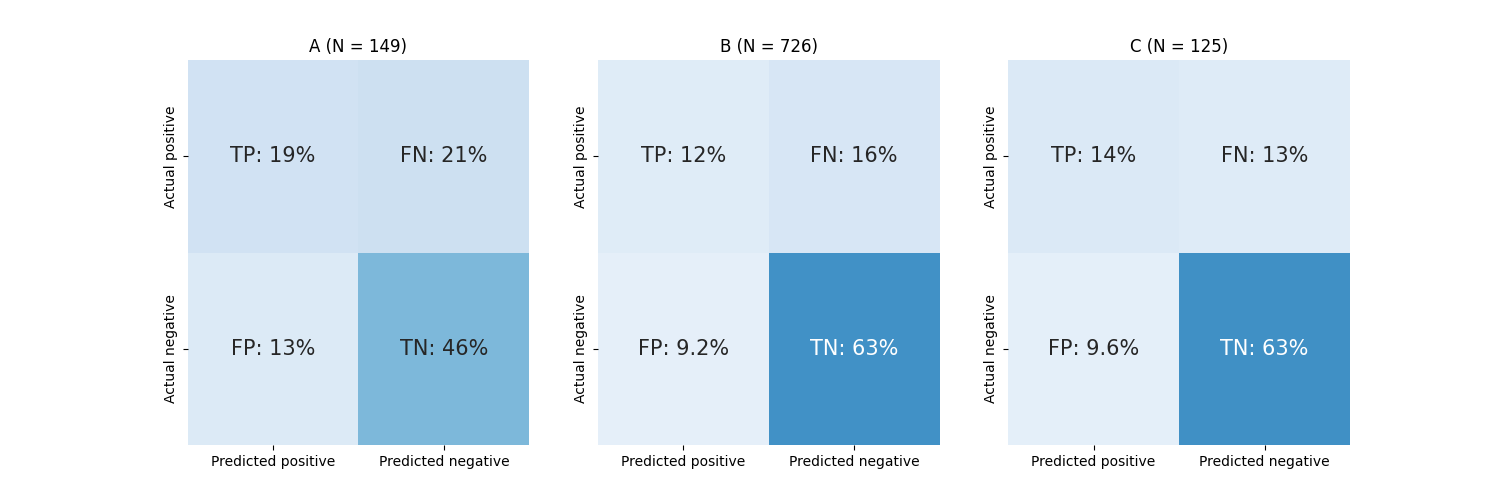 A (N = 149)
Actual positive
TP: 19%
FN: 21%
Actual negative
FP: 13%
TN: 46%
Predicted positive
Predicted negative
B (N = 726)
Actual positive
TP: 12%
FN: 16%
Actual negative
FP: 9.2%
TN: 63%
Predicted positive
Predicted negative
C (N = 125)
Actual positive
TP: 14%
FN: 13%
Actual negative
FP: 9.6%
TN: 63%
Predicted positive
Predicted negative